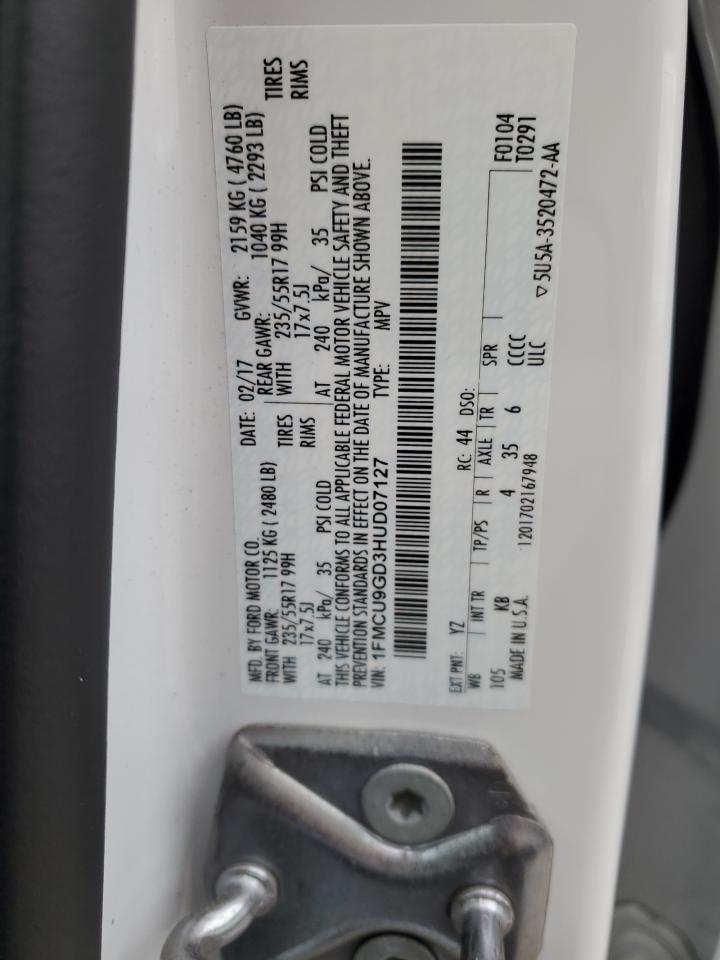 MFD. BY FORD MOTOR CO.
DATE: 02/17 GVWR: 2159 KG ( 4760 LB)
FRONT GAWR: 1125 KG ( 2480 LB) REAR GAWR: 1040 KG ( 2293 LB)
WITH 235/55R17 99H TIRES WITH 235/55R17 99H TIRES
17x7.5J RIMS 17x7.5J RIMS
AT 240 kPa/ 35 PSI COLD AT 240 kPa/ 35 PSI COLD
THIS VEHICLE CONFORMS TO ALL APPLICABLE FEDERAL MOTOR VEHICLE SAFETY AND THEFT
PREVENTION STANDARDS IN EFFECT ON THE DATE OF MANUFACTURE SHOWN ABOVE.
VIN: 1FMCU9GD3HUD07127 TYPE: MPV
EXT PNT: YZ RC: 44 DSO: F0104
WB INT TR TP/PS R AXLE TR SPR T0291
105 KB 4 35 6 CCCC
MADE IN U.S.A. 1201702167948 ULC ▽ 5U5A-3520472-AA